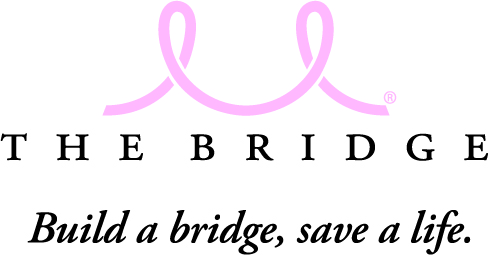 ®
THE BRIDGE
Build a bridge, save a life.